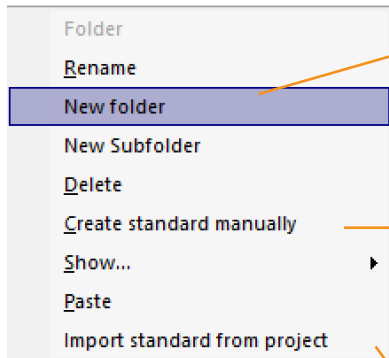 Folder
Rename
New folder
New Subfolder
Delete
Create standard manually
Show...
Paste
Import standard from project